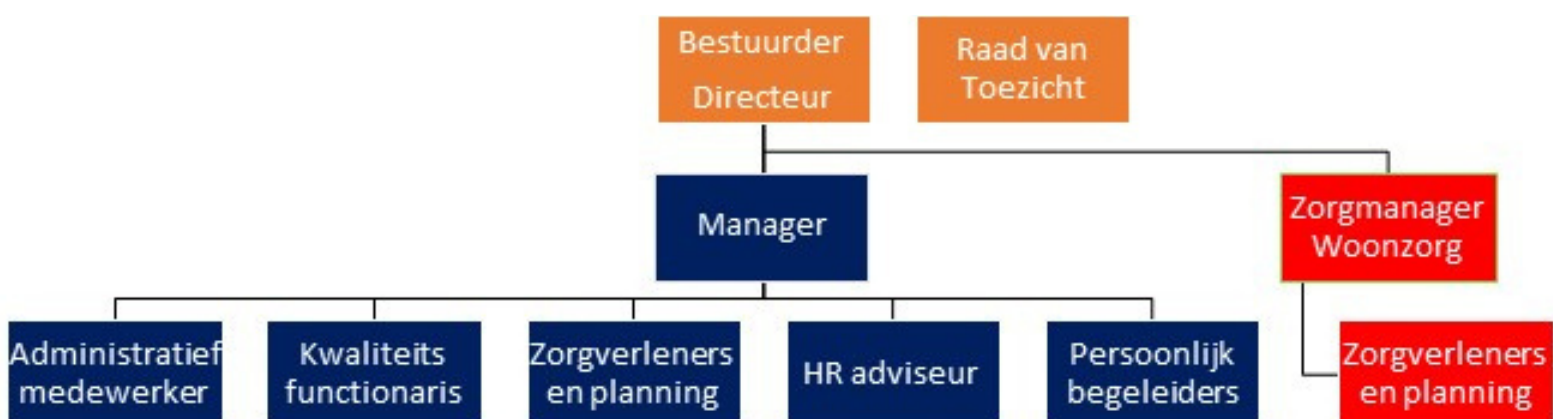 Bestuurder
Directeur
Raad van
Toezicht
Manager
Zorgmanager
Woonzorg
Administratief
medewerker
Kwaliteits
functionaris
Zorgverleners
en planning
HR adviseur
Persoonlijk
begeleiders
Zorgverleners
en planning